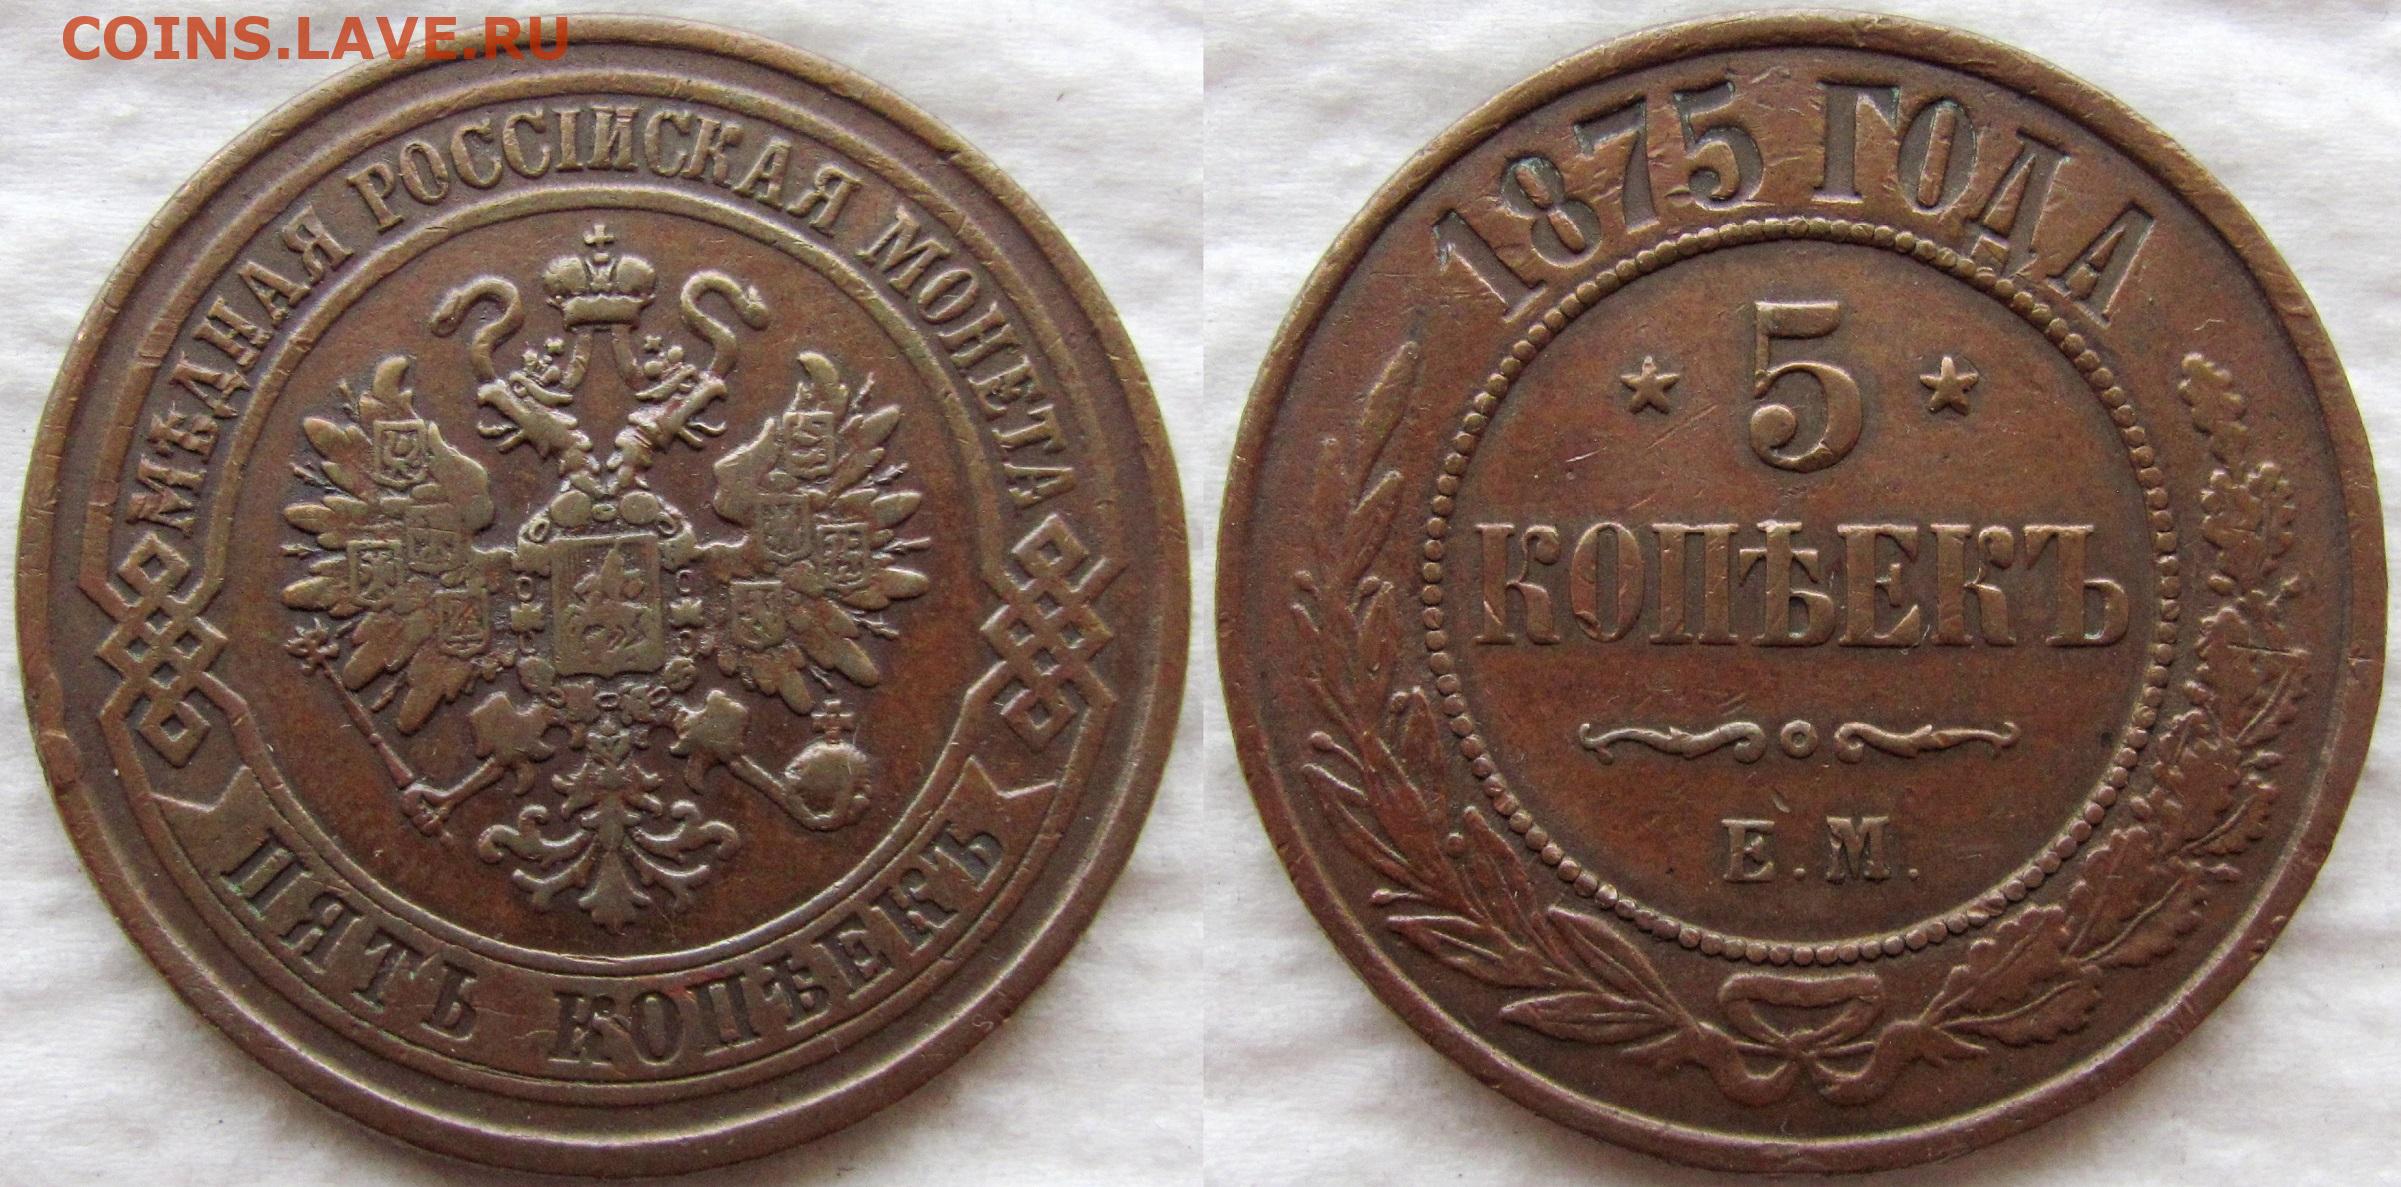 COINS.LAVE.RU
МѢДНАЯ РОССІЙСКАЯ МОНЕТА
ПЯТЬ КОПѢЕКЪ
1875 ГОДА
5
КОПѢЕКЪ
Е.М.